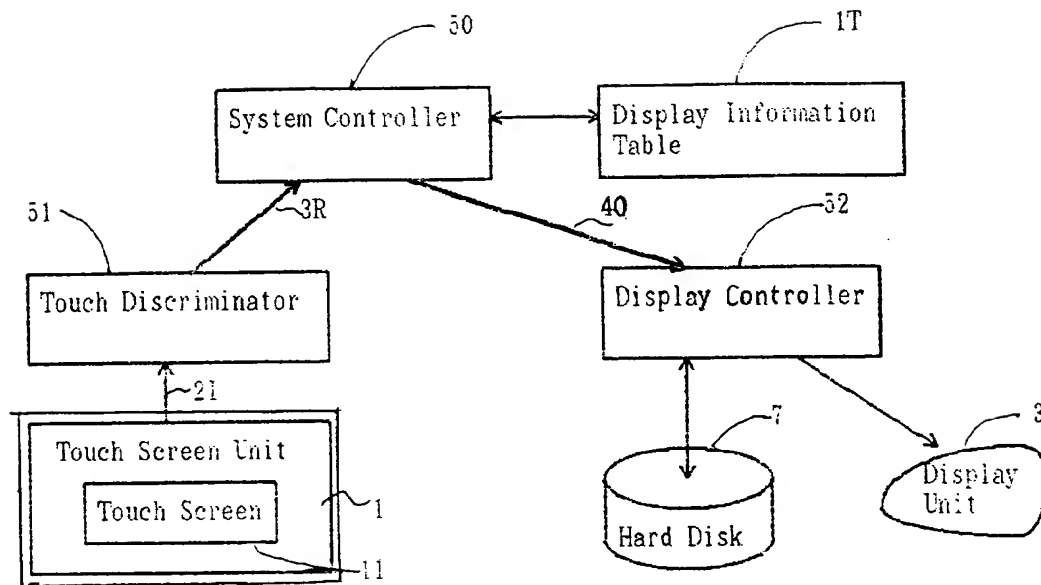 50
1T
System Controller
Display Information
Table
51
3R
40
52
Touch Discriminator
Display Controller
21
7
3
Touch Screen Unit
1
Touch Screen
11
Hard Disk
Display
Unit